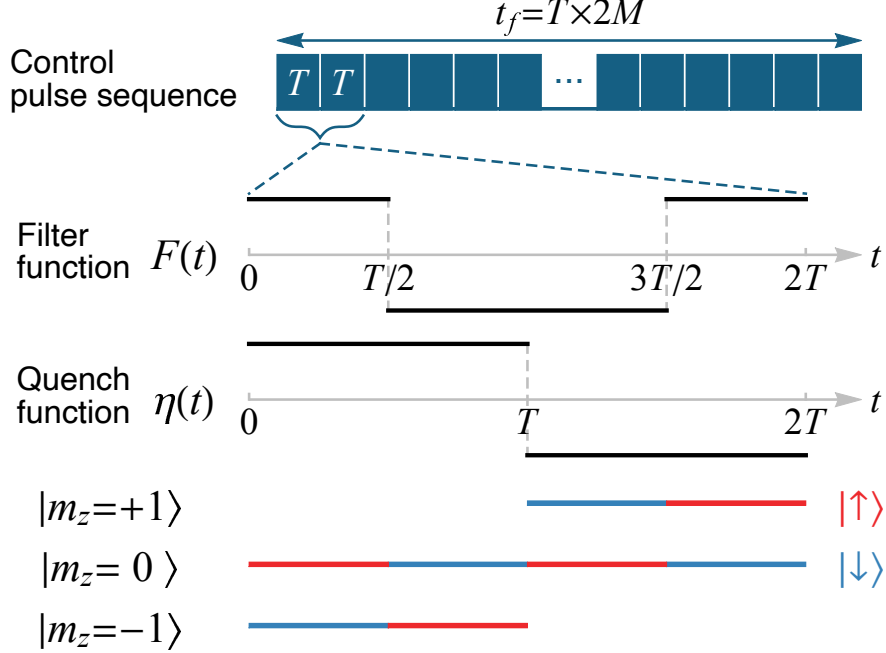 t_f=T×2M
Control
pulse sequence
T T ...
Filter
function F(t)
0 T/2 3T/2 2T t
Quench
function η(t)
0 T 2T t
|m_z=+1⟩ |↑⟩
|m_z= 0 ⟩ |↓⟩
|m_z=−1⟩